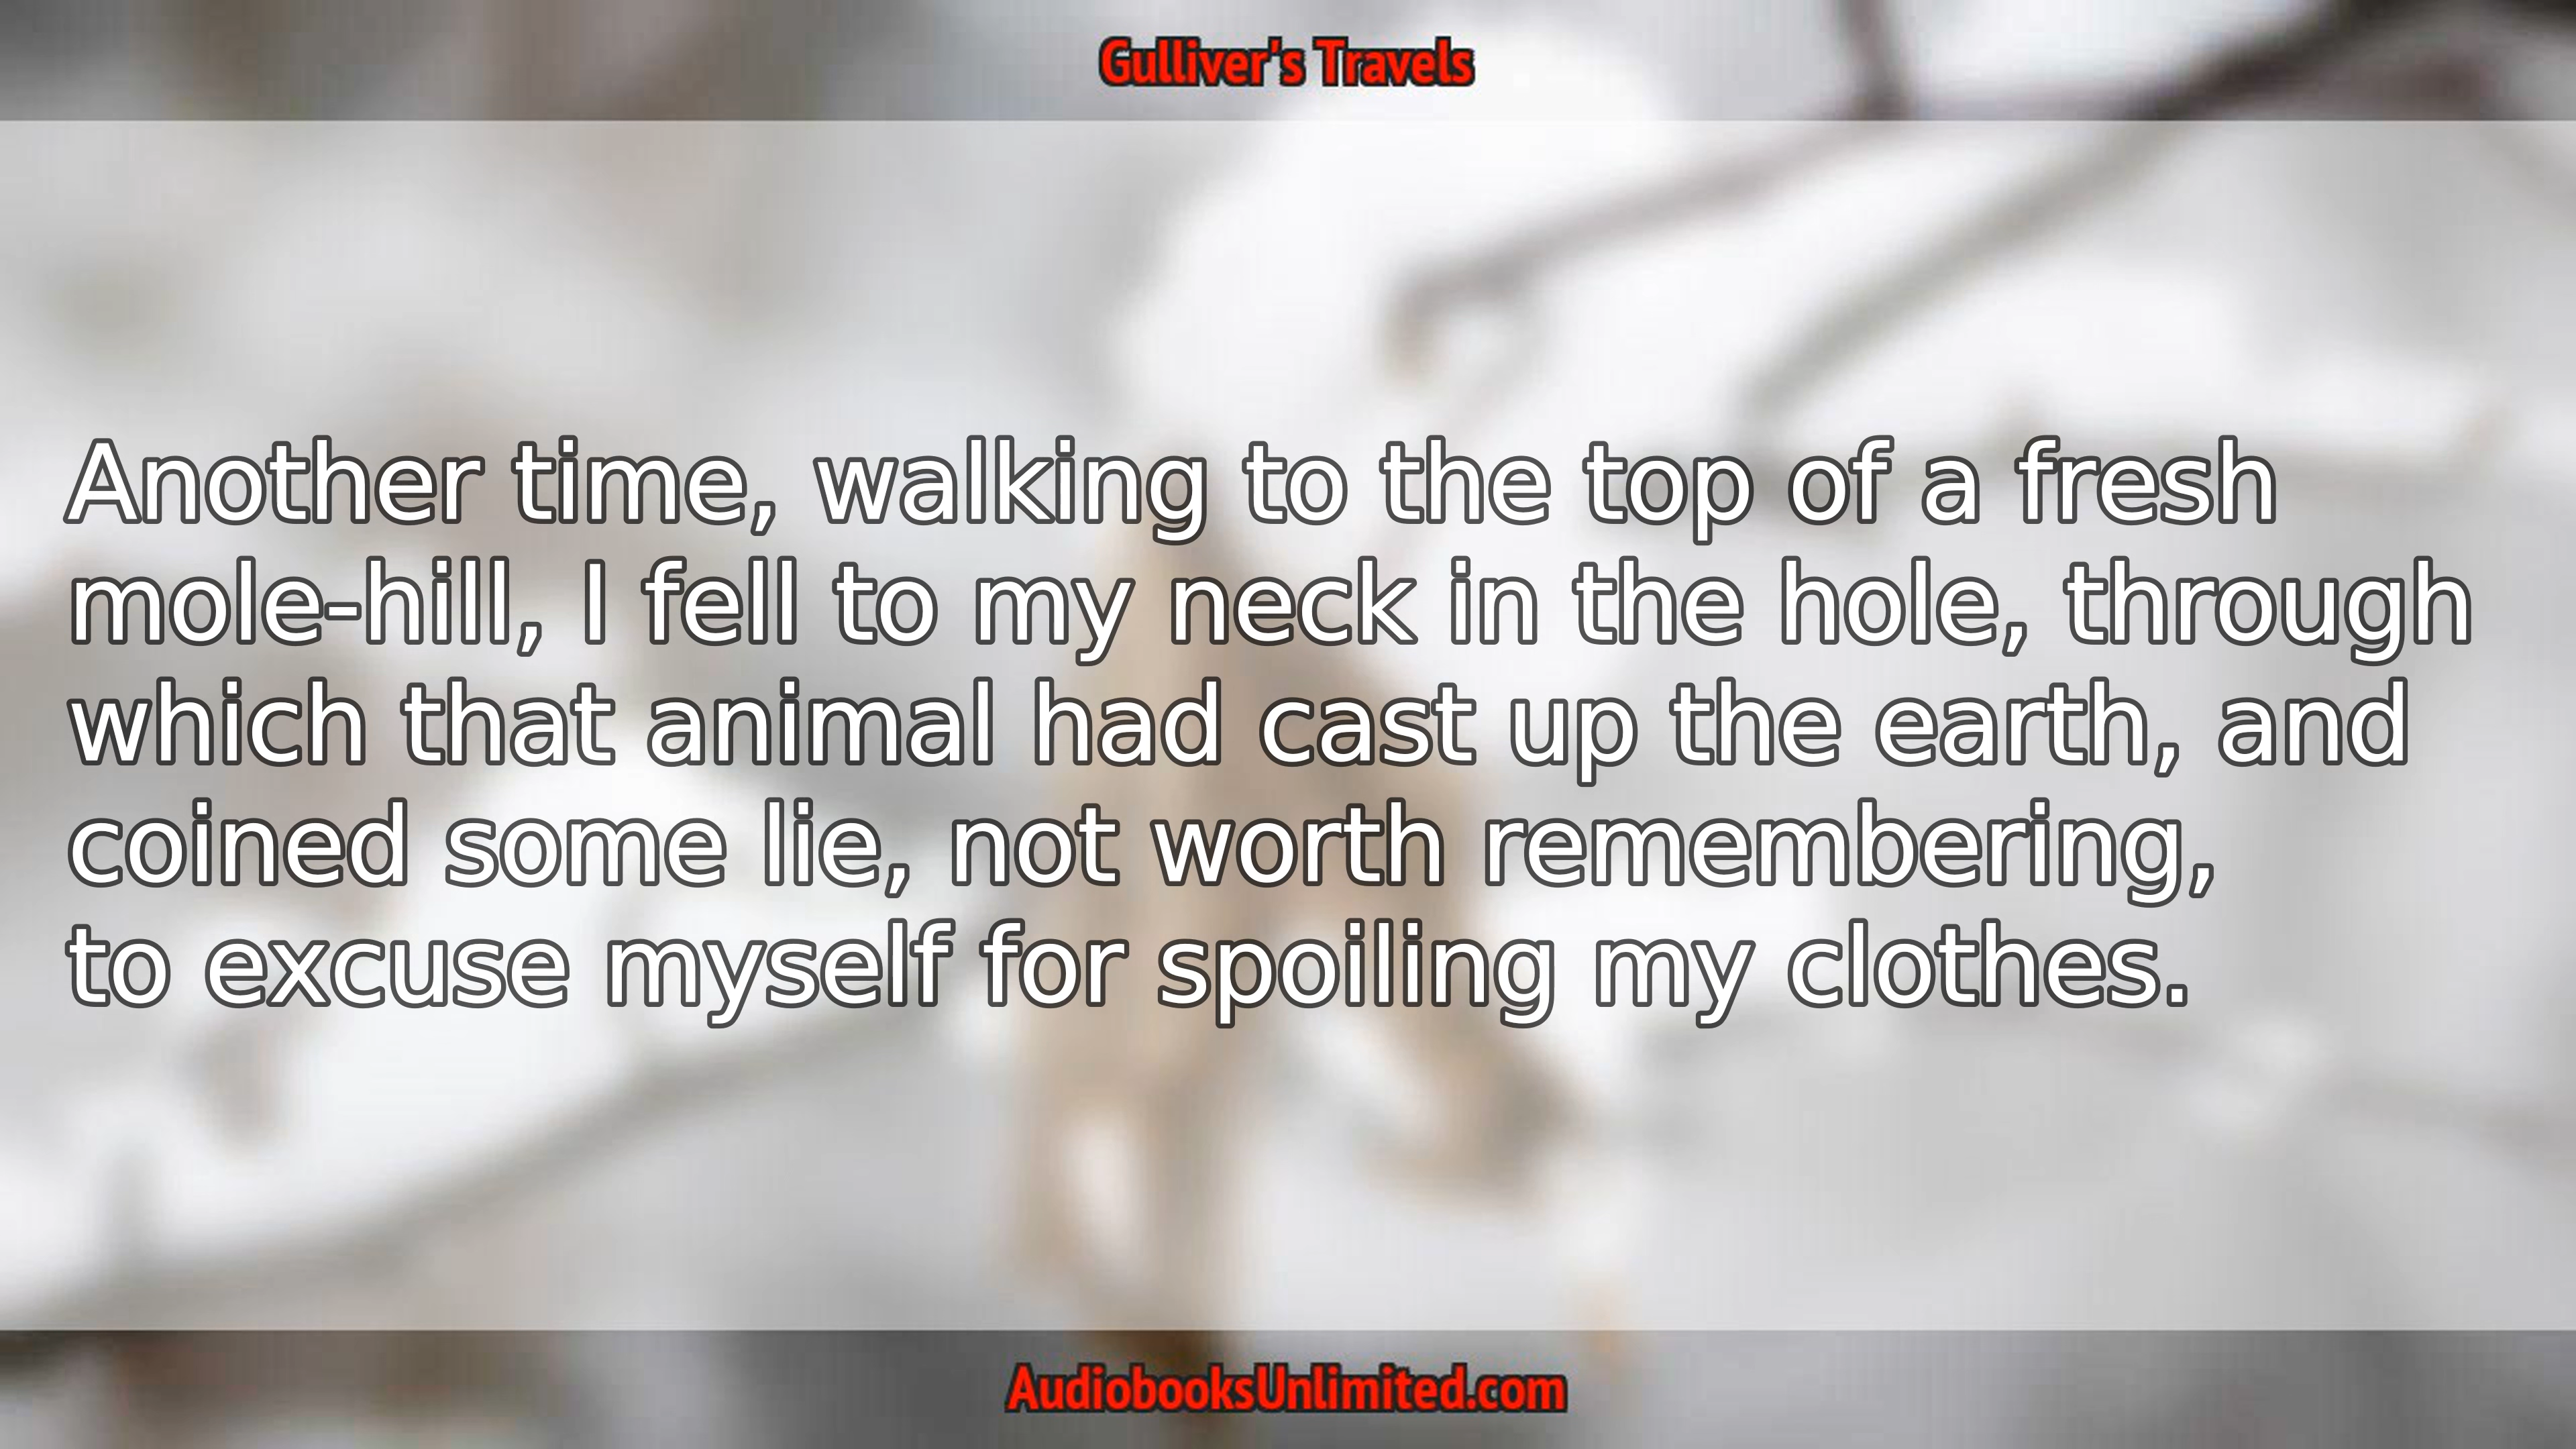 Gulliver's Travels
Another time, walking to the top of a fresh
mole-hill, I fell to my neck in the hole, through
which that animal had cast up the earth, and
coined some lie, not worth remembering,
to excuse myself for spoiling my clothes.
AudiobooksUnlimited.com